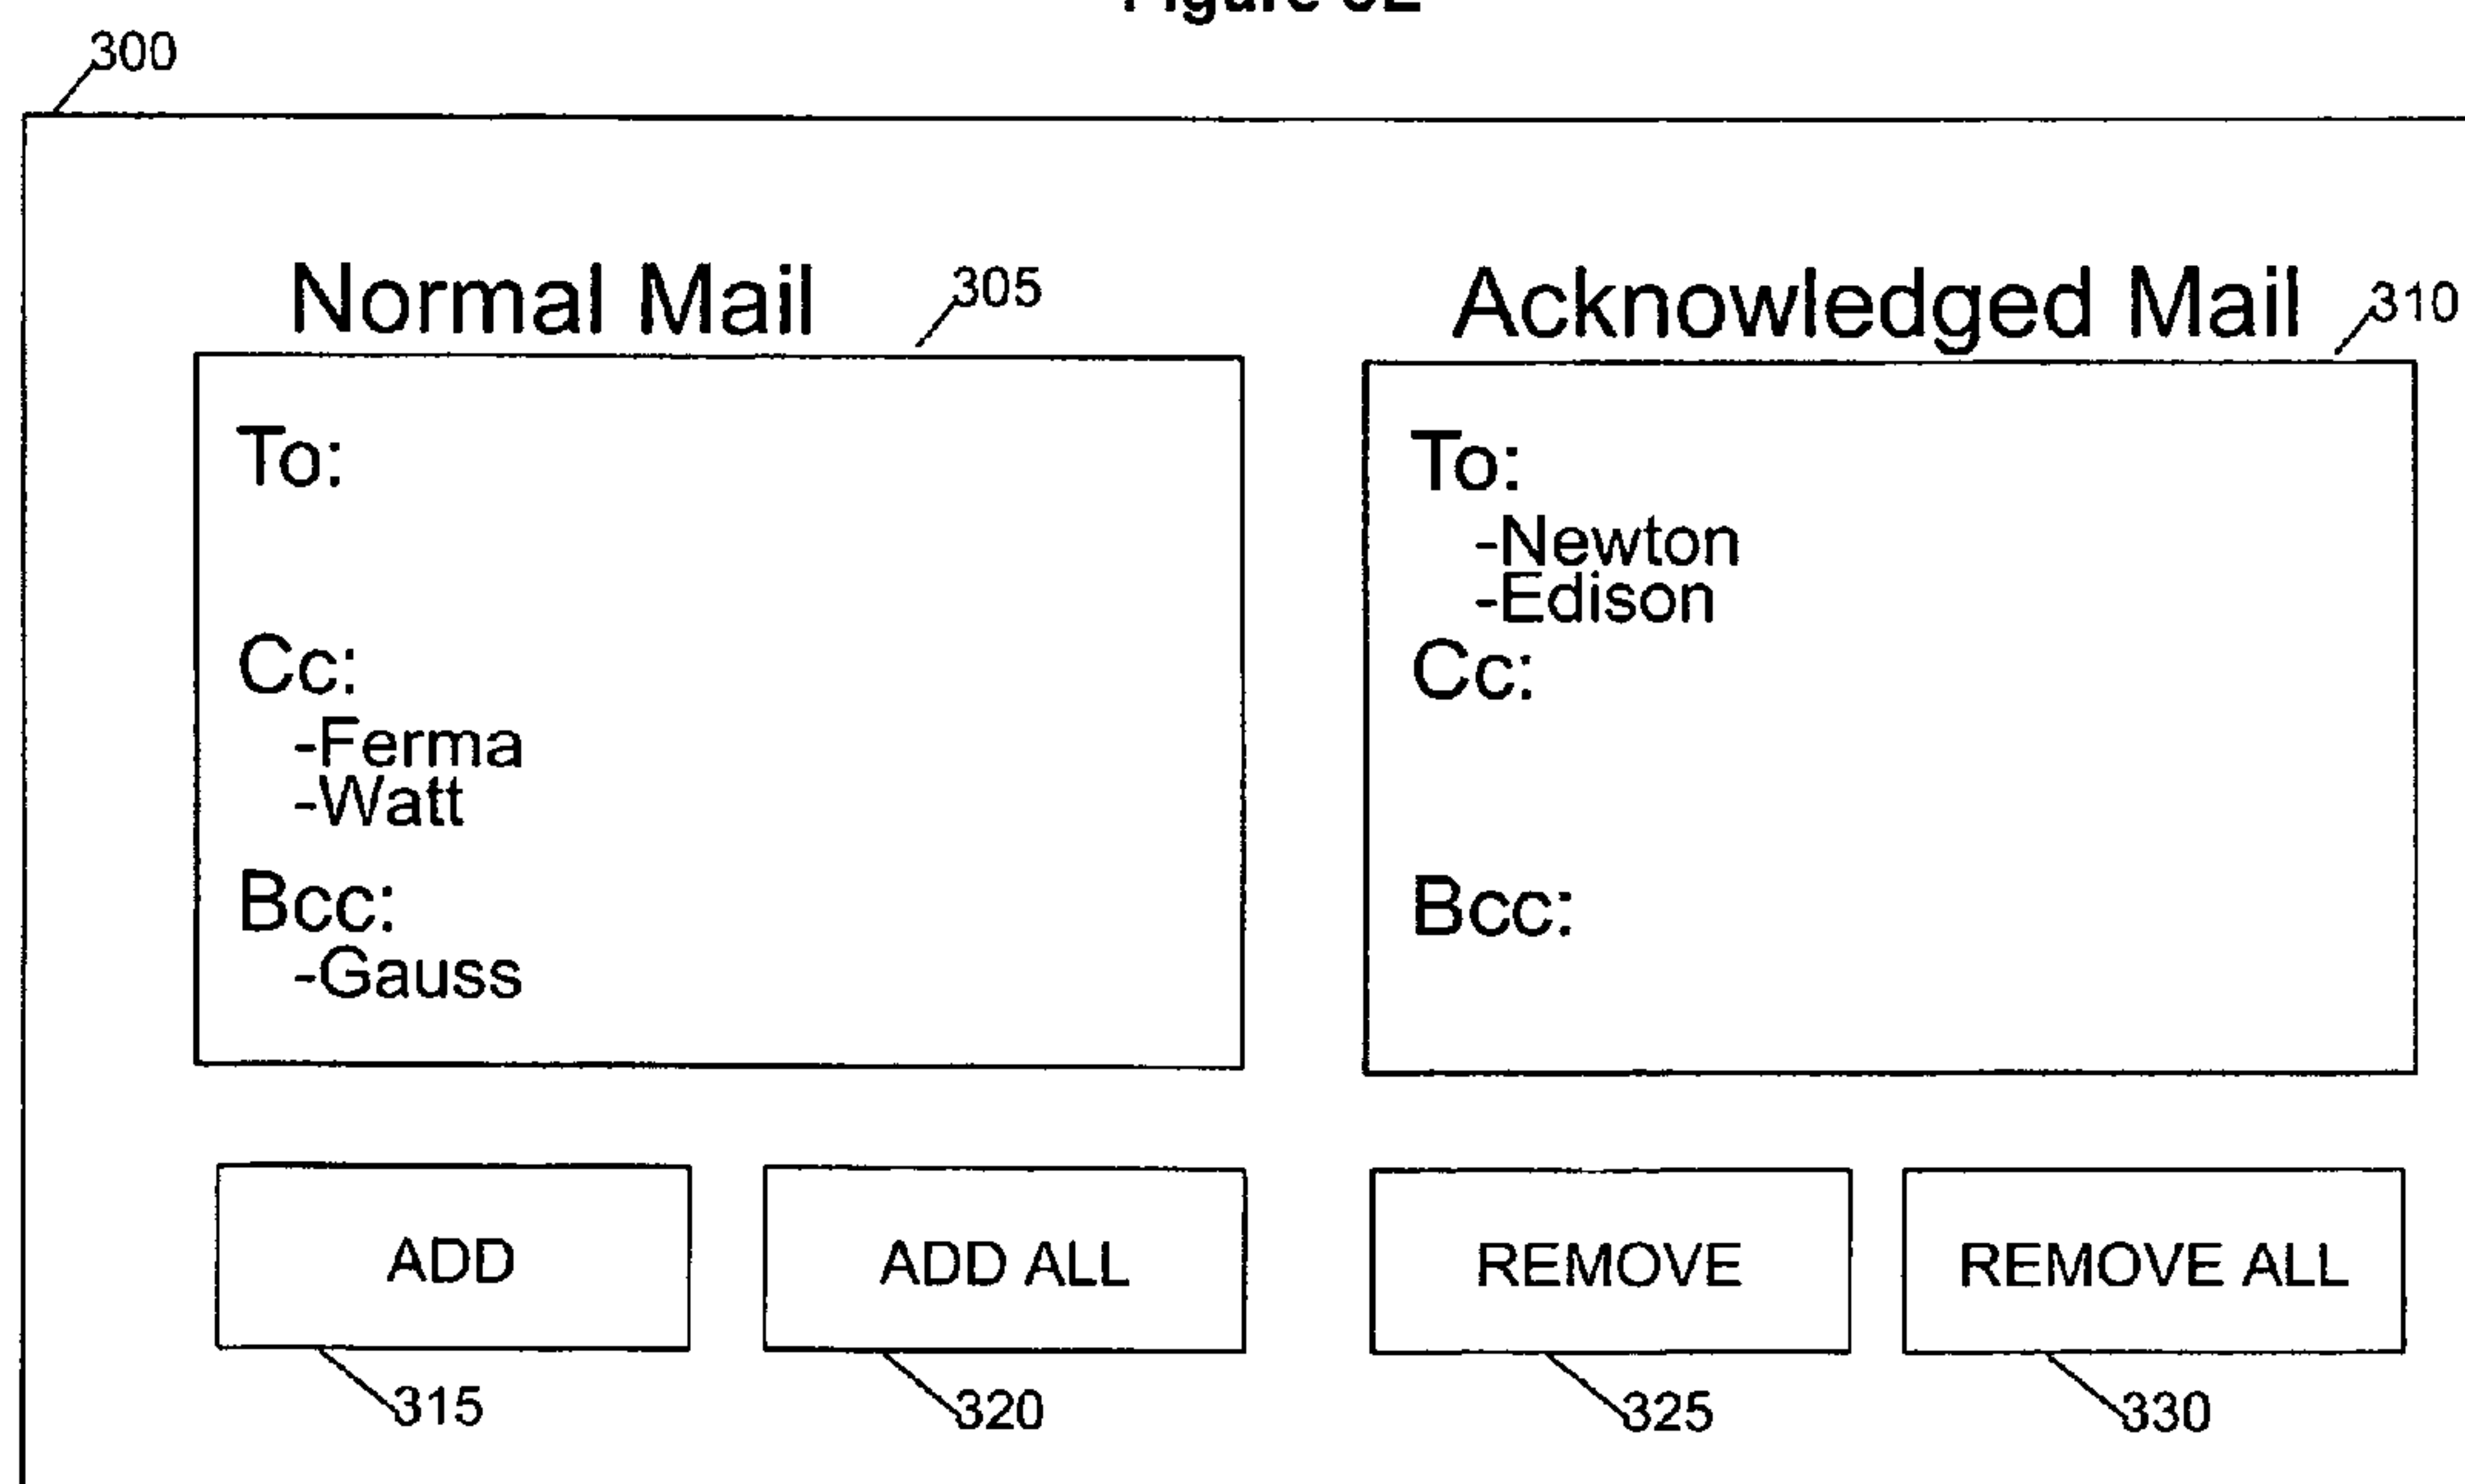 300
Normal Mail
305
To:
Cc:
-Ferma
-Watt
Bcc:
-Gauss
Acknowledged Mail
310
To:
-Newton
-Edison
Cc:
Bcc:
ADD
ADD ALL
REMOVE
REMOVE ALL
315
320
325
330